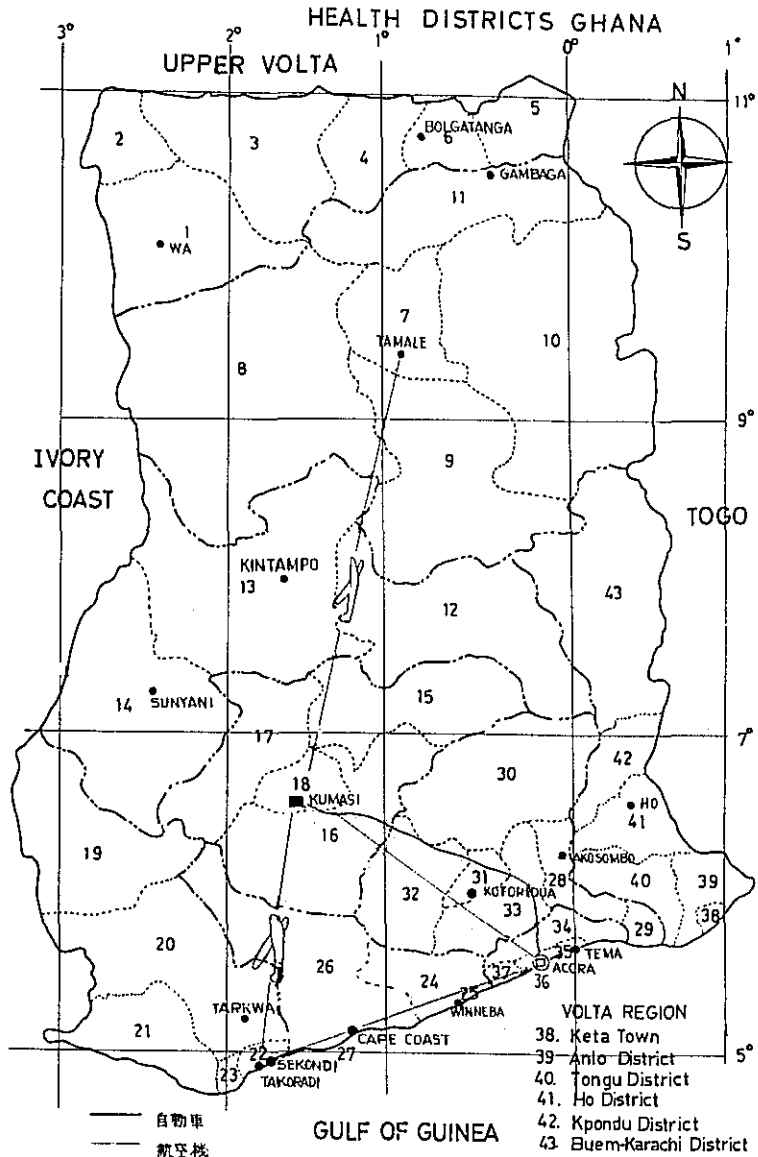 HEALTH DISTRICTS GHANA
3° 2° 1° 0° 1°
UPPER VOLTA
11°
N
5
BOLGATANGA
6
2
3
4
GAMBAGA
11
S
1
WA
7
TAMALE
10
8
9°
IVORY
COAST
9
TOGO
KINTAMPO
13
12
43
14
SUNYANI
15
17
7°
30
42
18
KUMASI
HO
41
16
19
AKOSOMBO
31
28
40
39
32
KOFORIDUA
33
38
34
29
20
35
TEMA
26
ACCRA
24
37
36
25
WINNEBA
TARKWA
21
CAPE COAST
27
5°
22
SEKONDI
23
TAKORADI
VOLTA REGION
38. Keta Town
39 Anlo District
40. Tongu District
41. Ho District
42. Kpondu District
43. Buem-Karachi District
自動車
航空機
GULF OF GUINEA